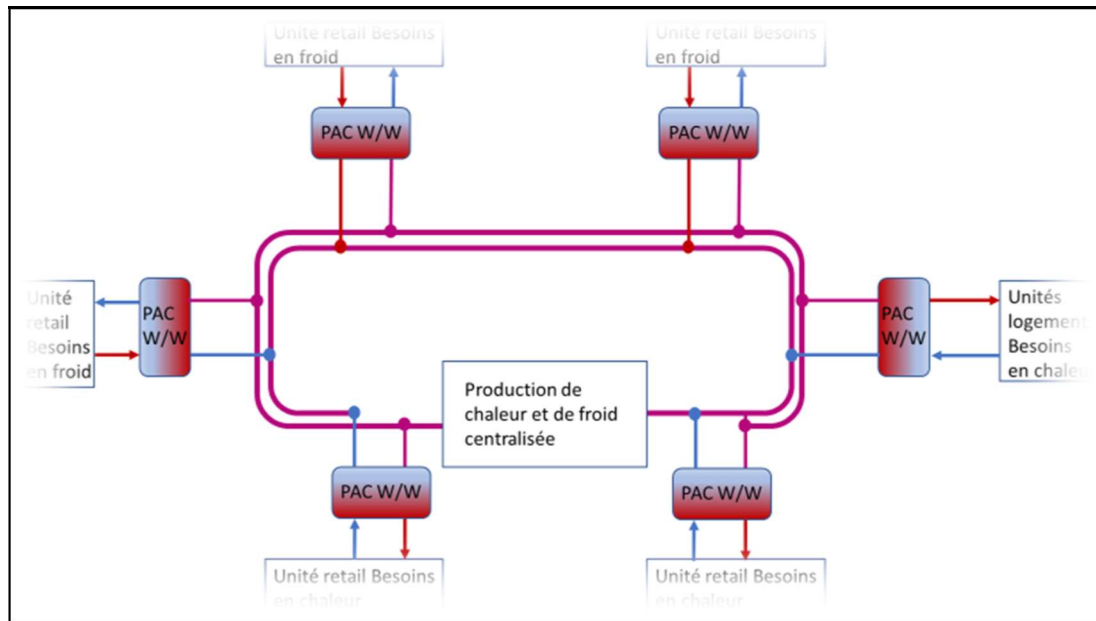 Unité retail Besoins
en froid
Unité retail Besoins
en froid
PAC W/W
PAC W/W
Unité
retail
Besoins
en froid
PAC
W/W
PAC
W/W
Unités
logement
Besoins
en chaleur
Production de
chaleur et de froid
centralisée
PAC W/W
PAC W/W
Unité retail Besoins
en chaleur
Unité retail Besoins
en chaleur